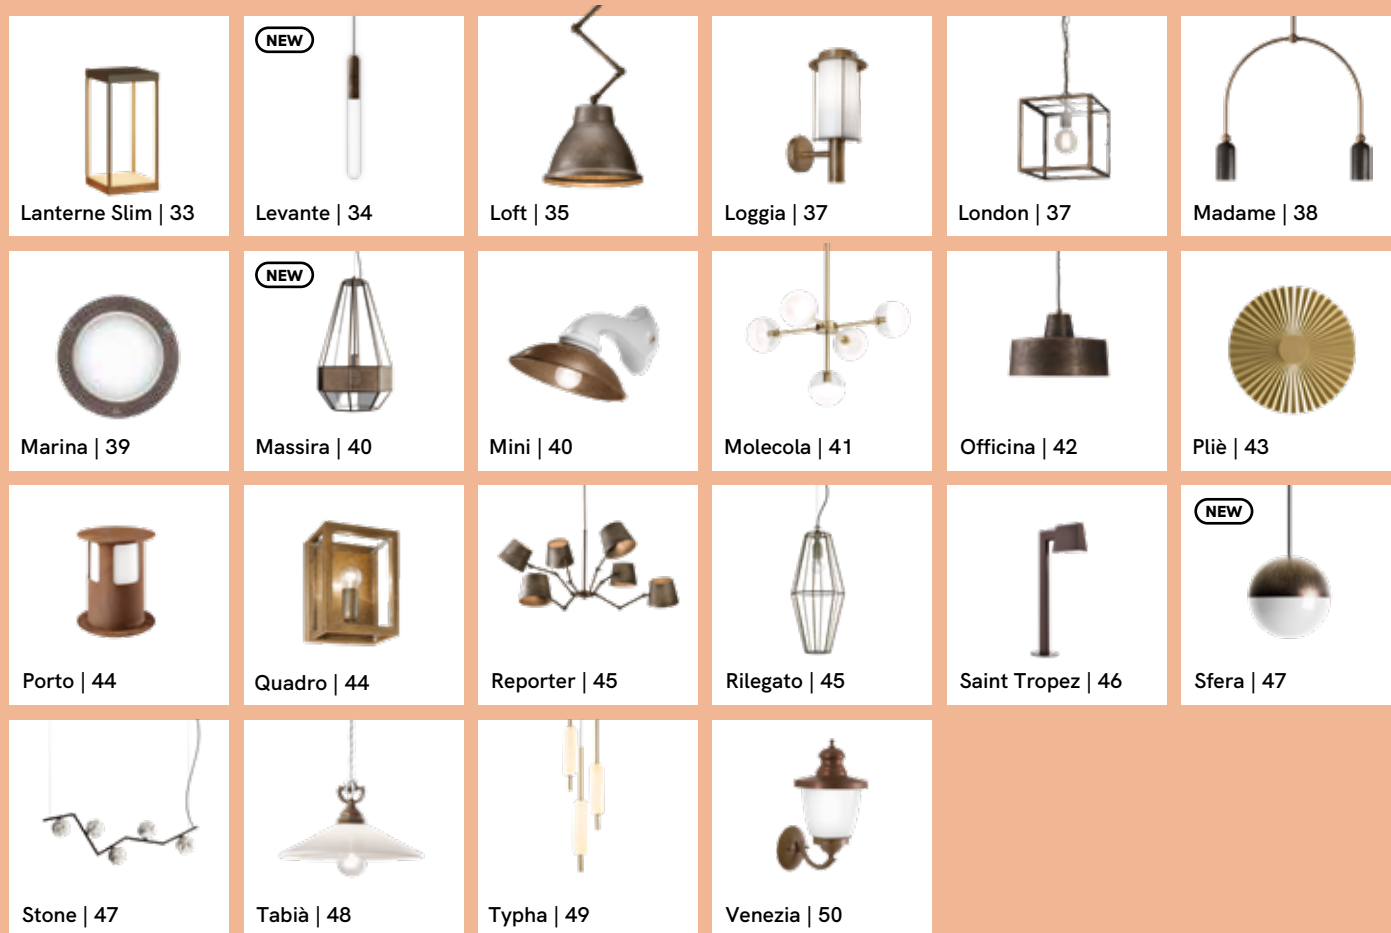 NEW
Lanterne Slim | 33
Levante | 34
Loft | 35
Loggia | 37
London | 37
Madame | 38
NEW
Marina | 39
Massira | 40
Mini | 40
Molecola | 41
Officina | 42
Pliè | 43
NEW
Porto | 44
Quadro | 44
Reporter | 45
Rilegato | 45
Saint Tropez | 46
Sfera | 47
Stone | 47
Tabià | 48
Typha | 49
Venezia | 50